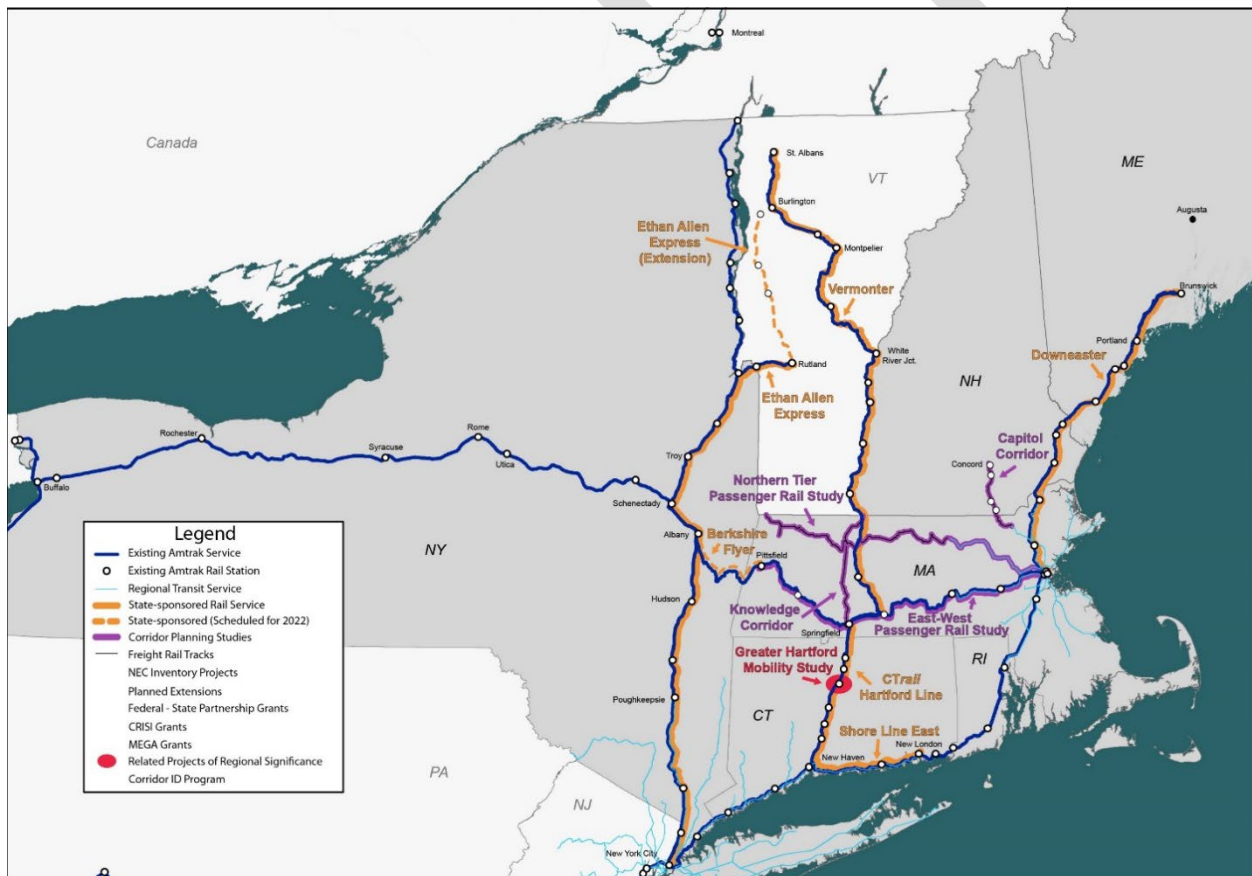 Montreal
Canada
ME
St. Albans
VT
Augusta
Burlington
Ethan Allen
Express
(Extension)
Montpelier
Vermonter
Brunswick
Portland
White
River Jct.
Downeaster
Rutland
NH
Ethan Allen
Express
Rochester
Rome
Syracuse
Utica
Troy
Capitol
Corridor
Concord
Buffalo
Northern Tier
Passenger Rail Study
Schenectady
Legend
Existing Amtrak Service
Existing Amtrak Rail Station
Regional Transit Service
State-sponsored Rail Service
State-sponsored (Scheduled for 2022)
Corridor Planning Studies
Freight Rail Tracks
NEC Inventory Projects
Planned Extensions
Federal - State Partnership Grants
CRISI Grants
MEGA Grants
Related Projects of Regional Significance
Corridor ID Program
NY
Albany
Berkshire
Flyer
Pittsfield
MA
Hudson
Knowledge
Corridor
Springfield
East-West
Passenger Rail Study
Greater Hartford
Mobility Study
RI
CTrail
Hartford Line
Poughkeepsie
CT
Shore Line East
New London
New Haven
PA
NJ
New York City